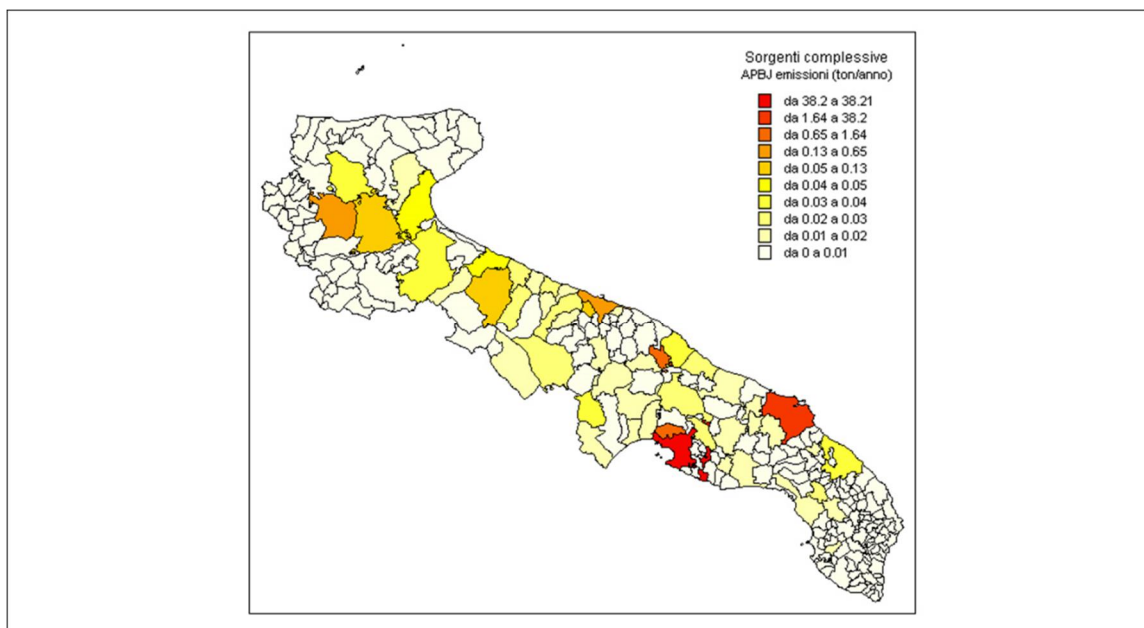 Sorgenti complessive
APBJ emissioni (ton/anno)
da 38.2 a 38.21
da 1.64 a 38.2
da 0.65 a 1.64
da 0.13 a 0.65
da 0.05 a 0.13
da 0.04 a 0.05
da 0.03 a 0.04
da 0.02 a 0.03
da 0.01 a 0.02
da 0 a 0.01